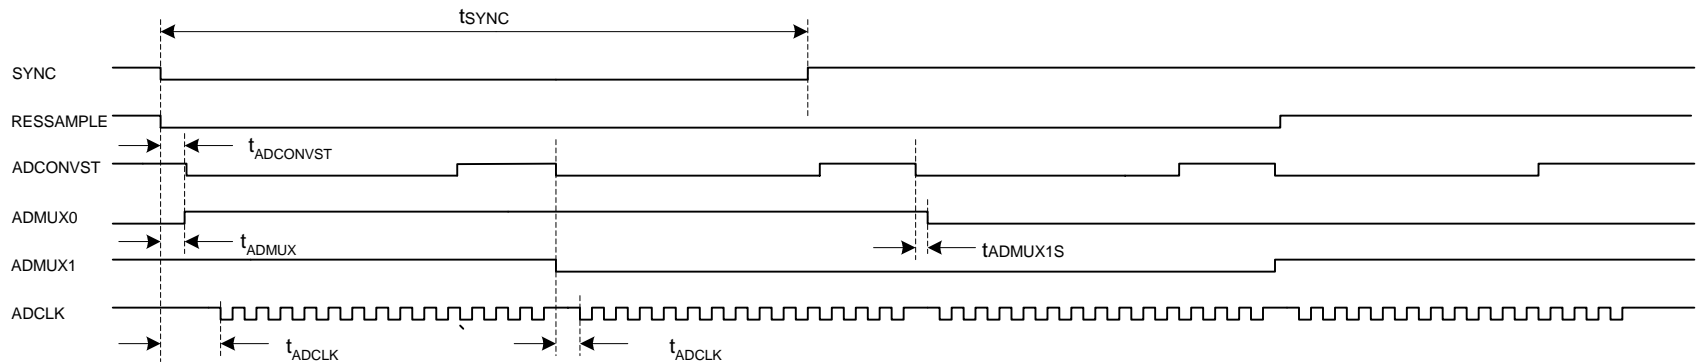 tSYNC
SYNC
RESSAMPLE
tADCONVST
ADCONVST
ADMUX0
tADMUX
tADMUX1S
ADMUX1
ADCLK
tADCLK
tADCLK